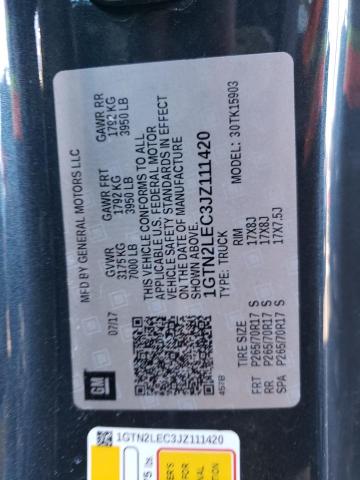 MFD BY GENERAL MOTORS LLC
07/17
GVWR
3175 KG
7000 LB
GAWR FRT
1792 KG
3950 LB
GAWR RR
1792 KG
3950 LB
THIS VEHICLE CONFORMS TO ALL
APPLICABLE U.S. FEDERAL MOTOR
VEHICLE SAFETY STANDARDS IN EFFECT
ON THE DATE OF MANUFACTURE
SHOWN ABOVE.
1GTN2LEC3JZ111420
TYPE: TRUCK
MODEL: 30TK15903
GM
457B
TIRE SIZE RIM
FRT P265/70R17 S 17X8J
RR. P265/70R17 S 17X8J
SPA P265/70R17 S 17X7.5J
1GTN2LEC3JZ111420